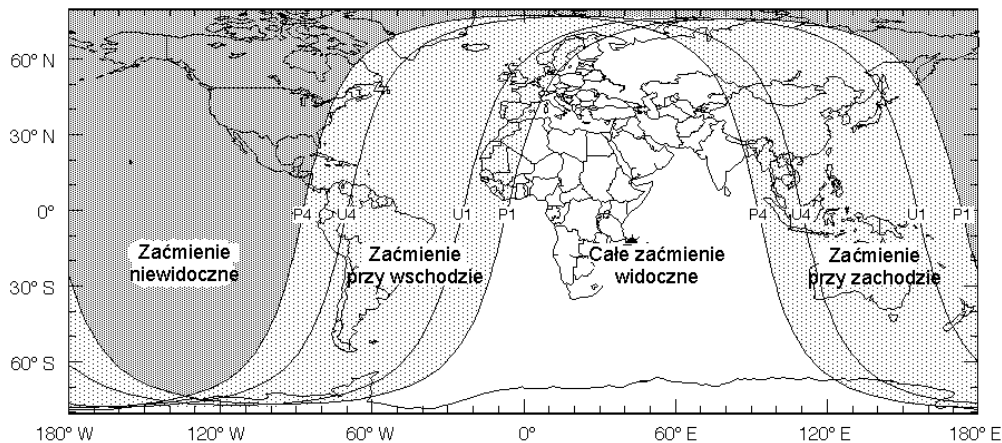 60° N
30° N
0°
30° S
60° S
P4 U4 U1 P1 P4 U4 U1 P1
Zaćmienie
niewidoczne
Zaćmienie
przy wschodzie
Całe zaćmienie
widoczne
Zaćmienie
przy zachodzie
180° W 120° W 60° W 0° 60° E 120° E 180° E